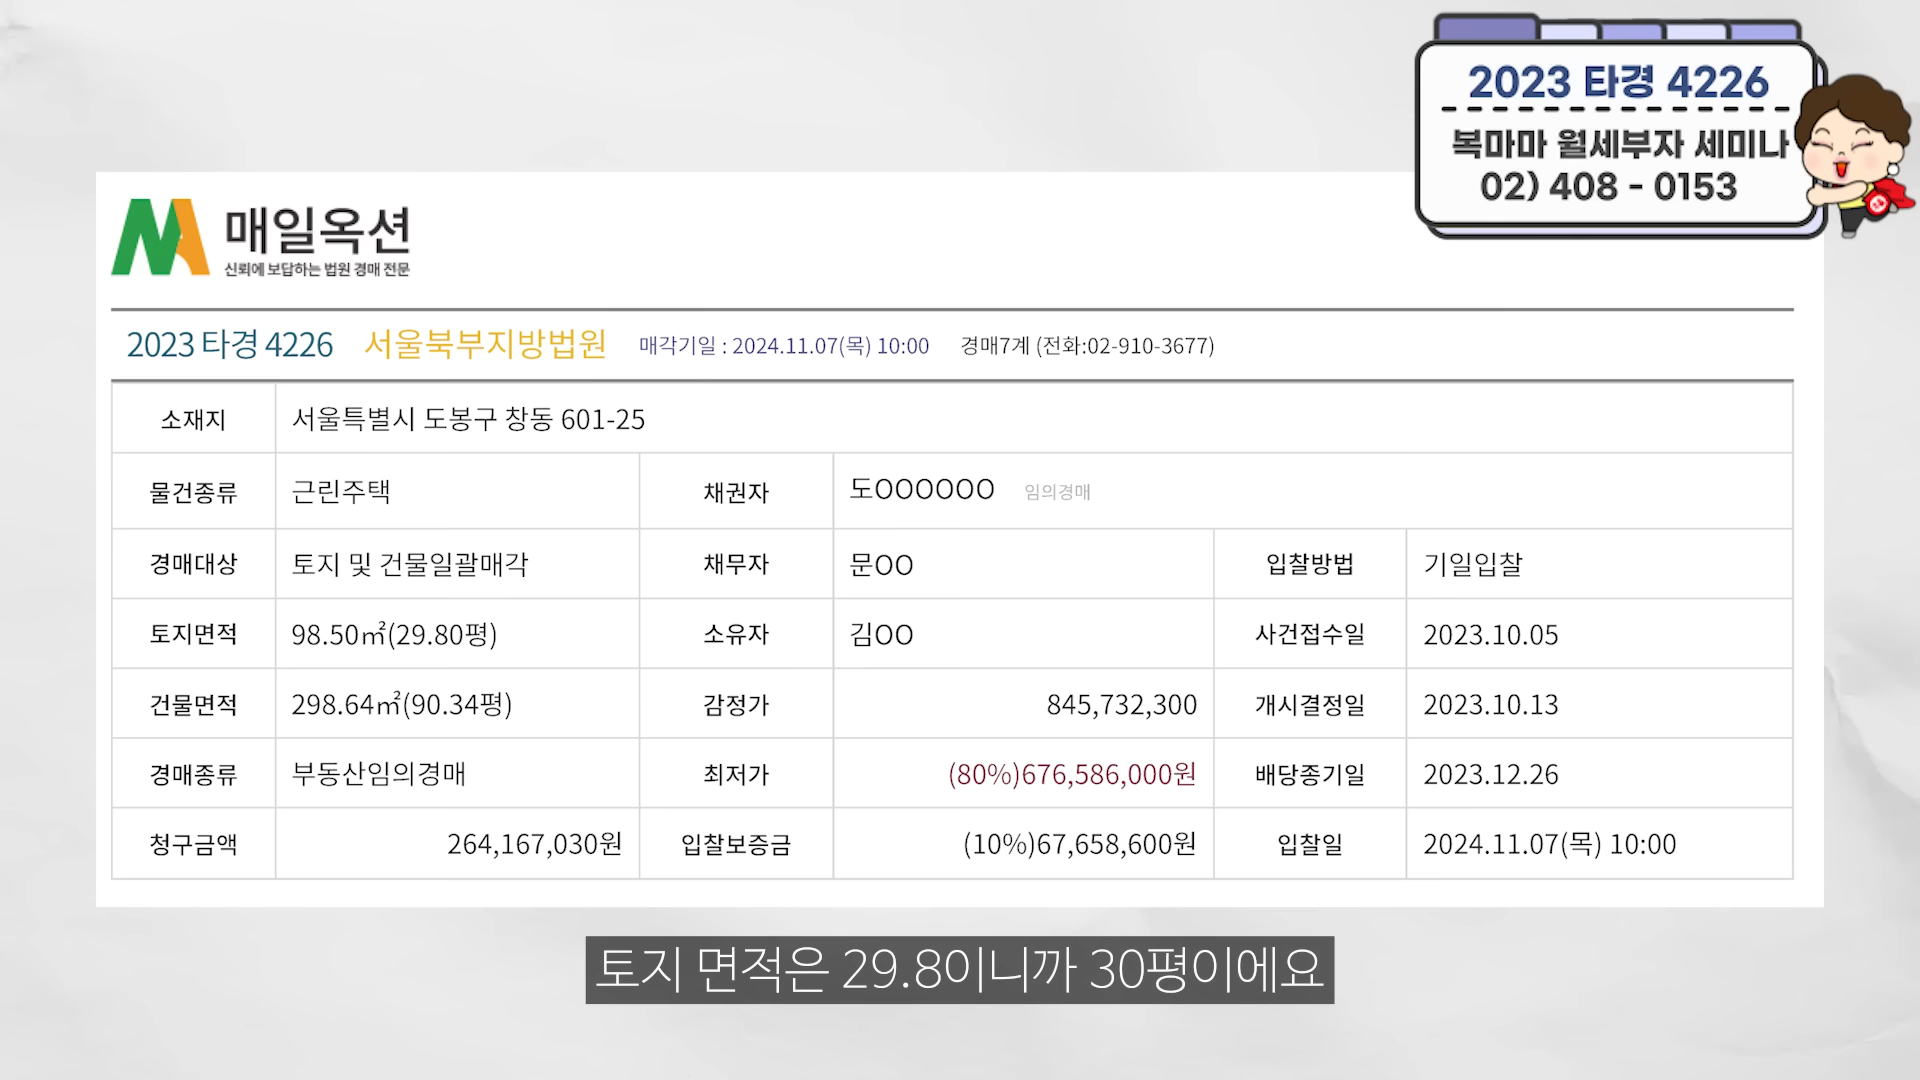 2023 타경 4226
복마마 월세부자 세미나
02) 408 - 0153
매일옥션
신뢰에 보답하는 법원 경매 전문
2023 타경 4226 서울북부지방법원 매각기일 : 2024.11.07(목) 10:00 경매7계 (전화:02-910-3677)
소재지 서울특별시 도봉구 창동 601-25
물건종류 근린주택 채권자 도OOOOOO 임의경매
경매대상 토지 및 건물일괄매각 채무자 문OO 입찰방법 기일입찰
토지면적 98.50㎡(29.80평) 소유자 김OO 사건접수일 2023.10.05
건물면적 298.64㎡(90.34평) 감정가 845,732,300 개시결정일 2023.10.13
경매종류 부동산임의경매 최저가 (80%)676,586,000원 배당종기일 2023.12.26
청구금액 264,167,030원 입찰보증금 (10%)67,658,600원 입찰일 2024.11.07(목) 10:00
토지 면적은 29.8이니까 30평이에요